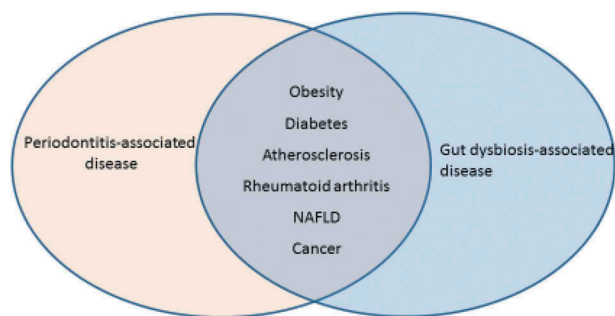 Periodontitis-associated
disease
Obesity
Diabetes
Atherosclerosis
Rheumatoid arthritis
NAFLD
Cancer
Gut dysbiosis-associated
disease